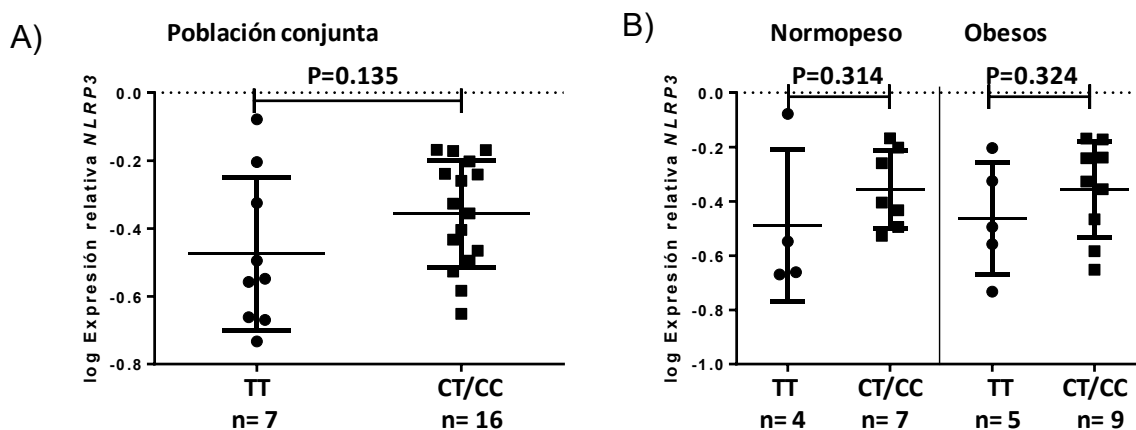 A)
Población conjunta
P=0.135
log Expresión relativa NLRP3
0.0
-0.2
-0.4
-0.6
-0.8
TT CT/CC
n= 7 n= 16
B)
Normopeso Obesos
P=0.314 P=0.324
log Expresión relativa NLRP3
0.0
-0.2
-0.4
-0.6
-0.8
-1.0
TT CT/CC TT CT/CC
n= 4 n= 7 n= 5 n= 9